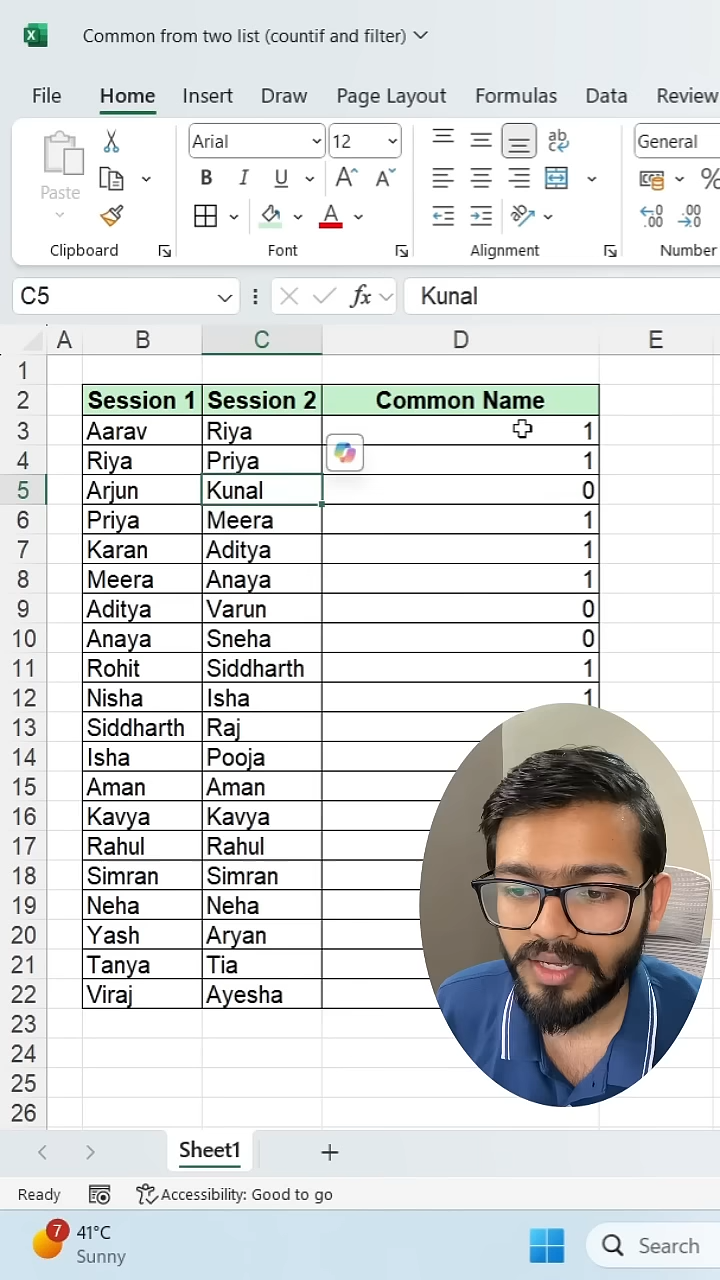 Common from two list (countif and filter)
File Home Insert Draw Page Layout Formulas Data Review
Paste
Arial 12
ab
General
B I U A A
A
%
.00
.00
Clipboard Font Alignment Number
C5 fx Kunal
A B C D E
1
2 Session 1 Session 2 Common Name
3 Aarav Riya 1
4 Riya Priya 1
5 Arjun Kunal 0
6 Priya Meera 1
7 Karan Aditya 1
8 Meera Anaya 1
9 Aditya Varun 0
10 Anaya Sneha 0
11 Rohit Siddharth 1
12 Nisha Isha 1
13 Siddharth Raj
14 Isha Pooja
15 Aman Aman
16 Kavya Kavya
17 Rahul Rahul
18 Simran Simran
19 Neha Neha
20 Yash Aryan
21 Tanya Tia
22 Viraj Ayesha
23
24
25
26
Sheet1
Ready Accessibility: Good to go
7 41°C
Sunny
Search